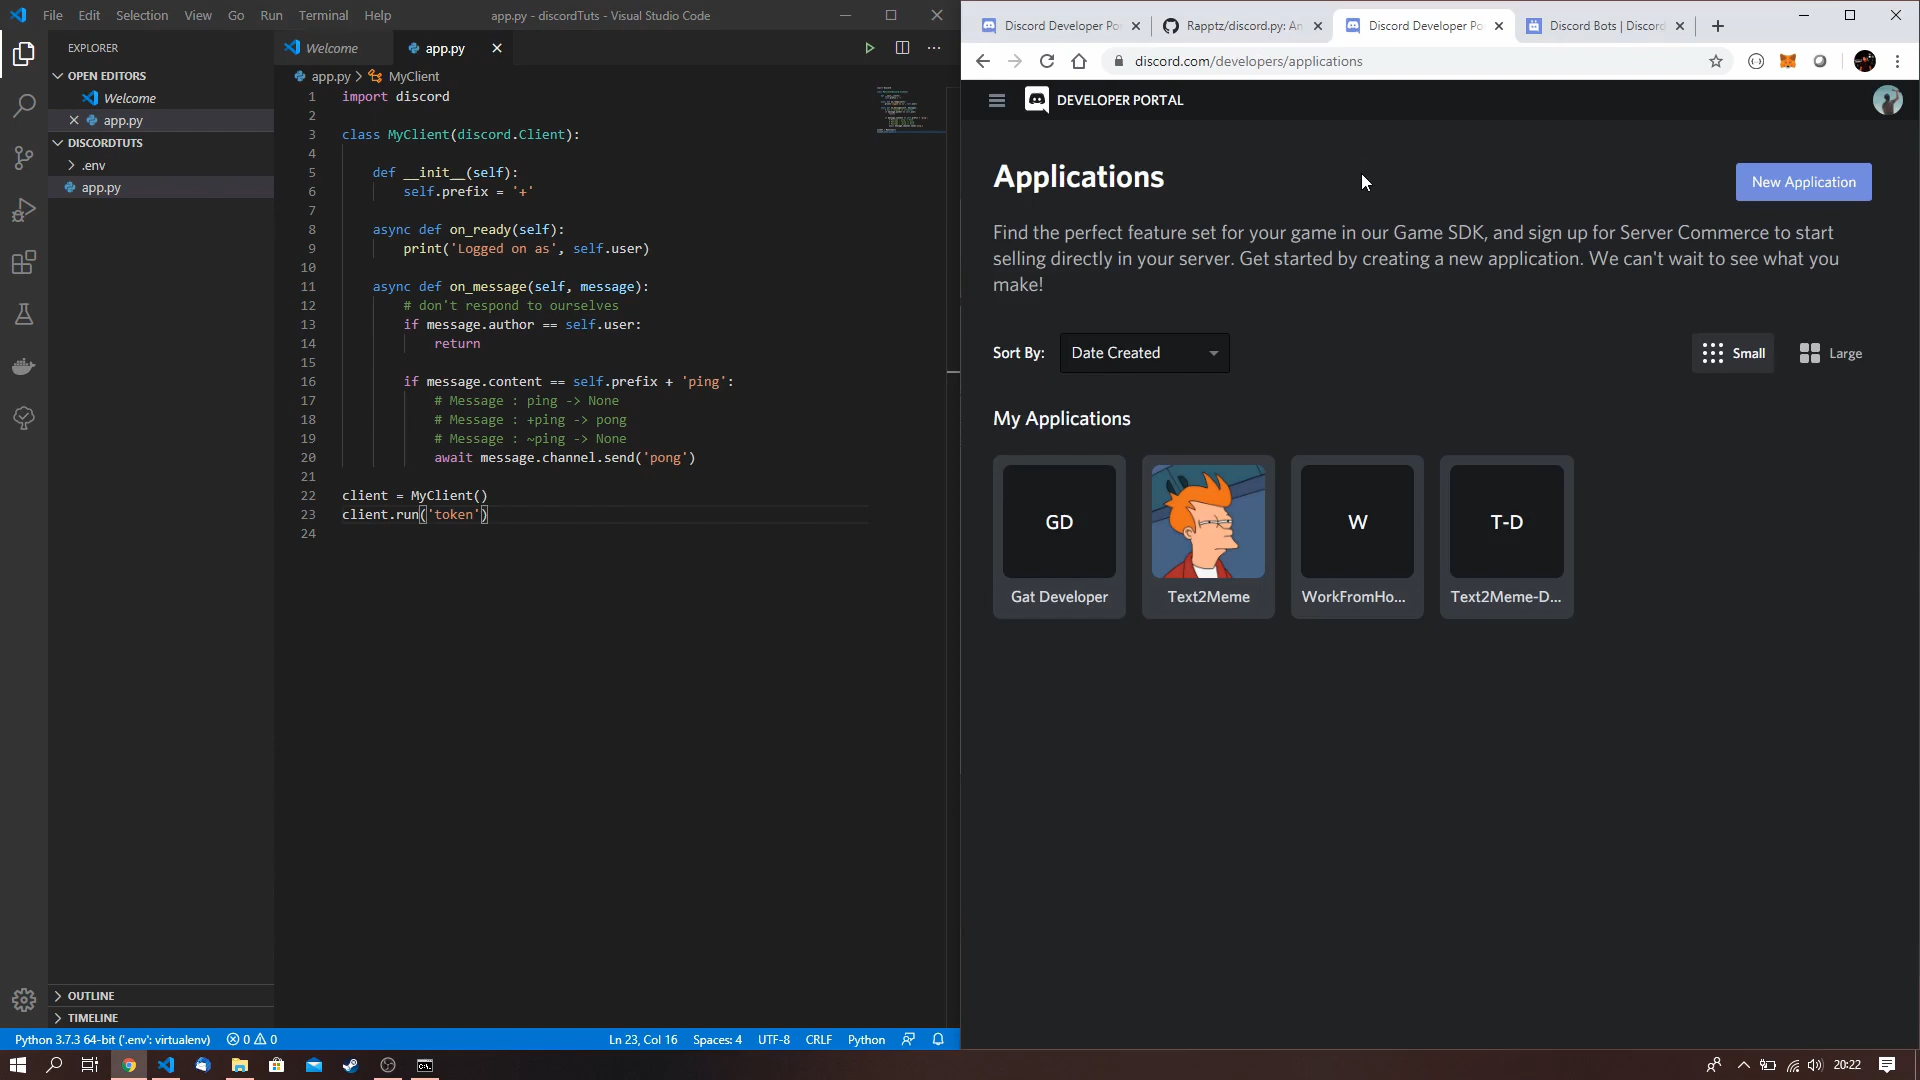 File Edit Selection View Go Run Terminal Help
app.py - discordTuts - Visual Studio Code
EXPLORER
OPEN EDITORS
Welcome
app.py
DISCORDTUTS
.env
app.py
OUTLINE
TIMELINE
Welcome
app.py
app.py > MyClient
1 import discord
2
3 class MyClient(discord.Client):
4
5 def __init__(self):
6 self.prefix = '+'
7
8 async def on_ready(self):
9 print('Logged on as', self.user)
10
11 async def on_message(self, message):
12 # don't respond to ourselves
13 if message.author == self.user:
14 return
15
16 if message.content == self.prefix + 'ping':
17 # Message : ping -> None
18 # Message : +ping -> pong
19 # Message : ~ping -> None
20 await message.channel.send('pong')
21
22 client = MyClient()
23 client.run('token')
24
Python 3.7.3 64-bit ('.env': virtualenv) 0 0 Ln 23, Col 16 Spaces: 4 UTF-8 CRLF Python
Discord Developer Po
Rapptz/discord.py: An
Discord Developer Po
Discord Bots | Discord
discord.com/developers/applications
DEVELOPER PORTAL
Applications
New Application
Find the perfect feature set for your game in our Game SDK, and sign up for Server Commerce to start
selling directly in your server. Get started by creating a new application. We can't wait to see what you
make!
Sort By: Date Created
Small Large
My Applications
GD W T-D
Gat Developer Text2Meme WorkFromHo... Text2Meme-D...
20:22